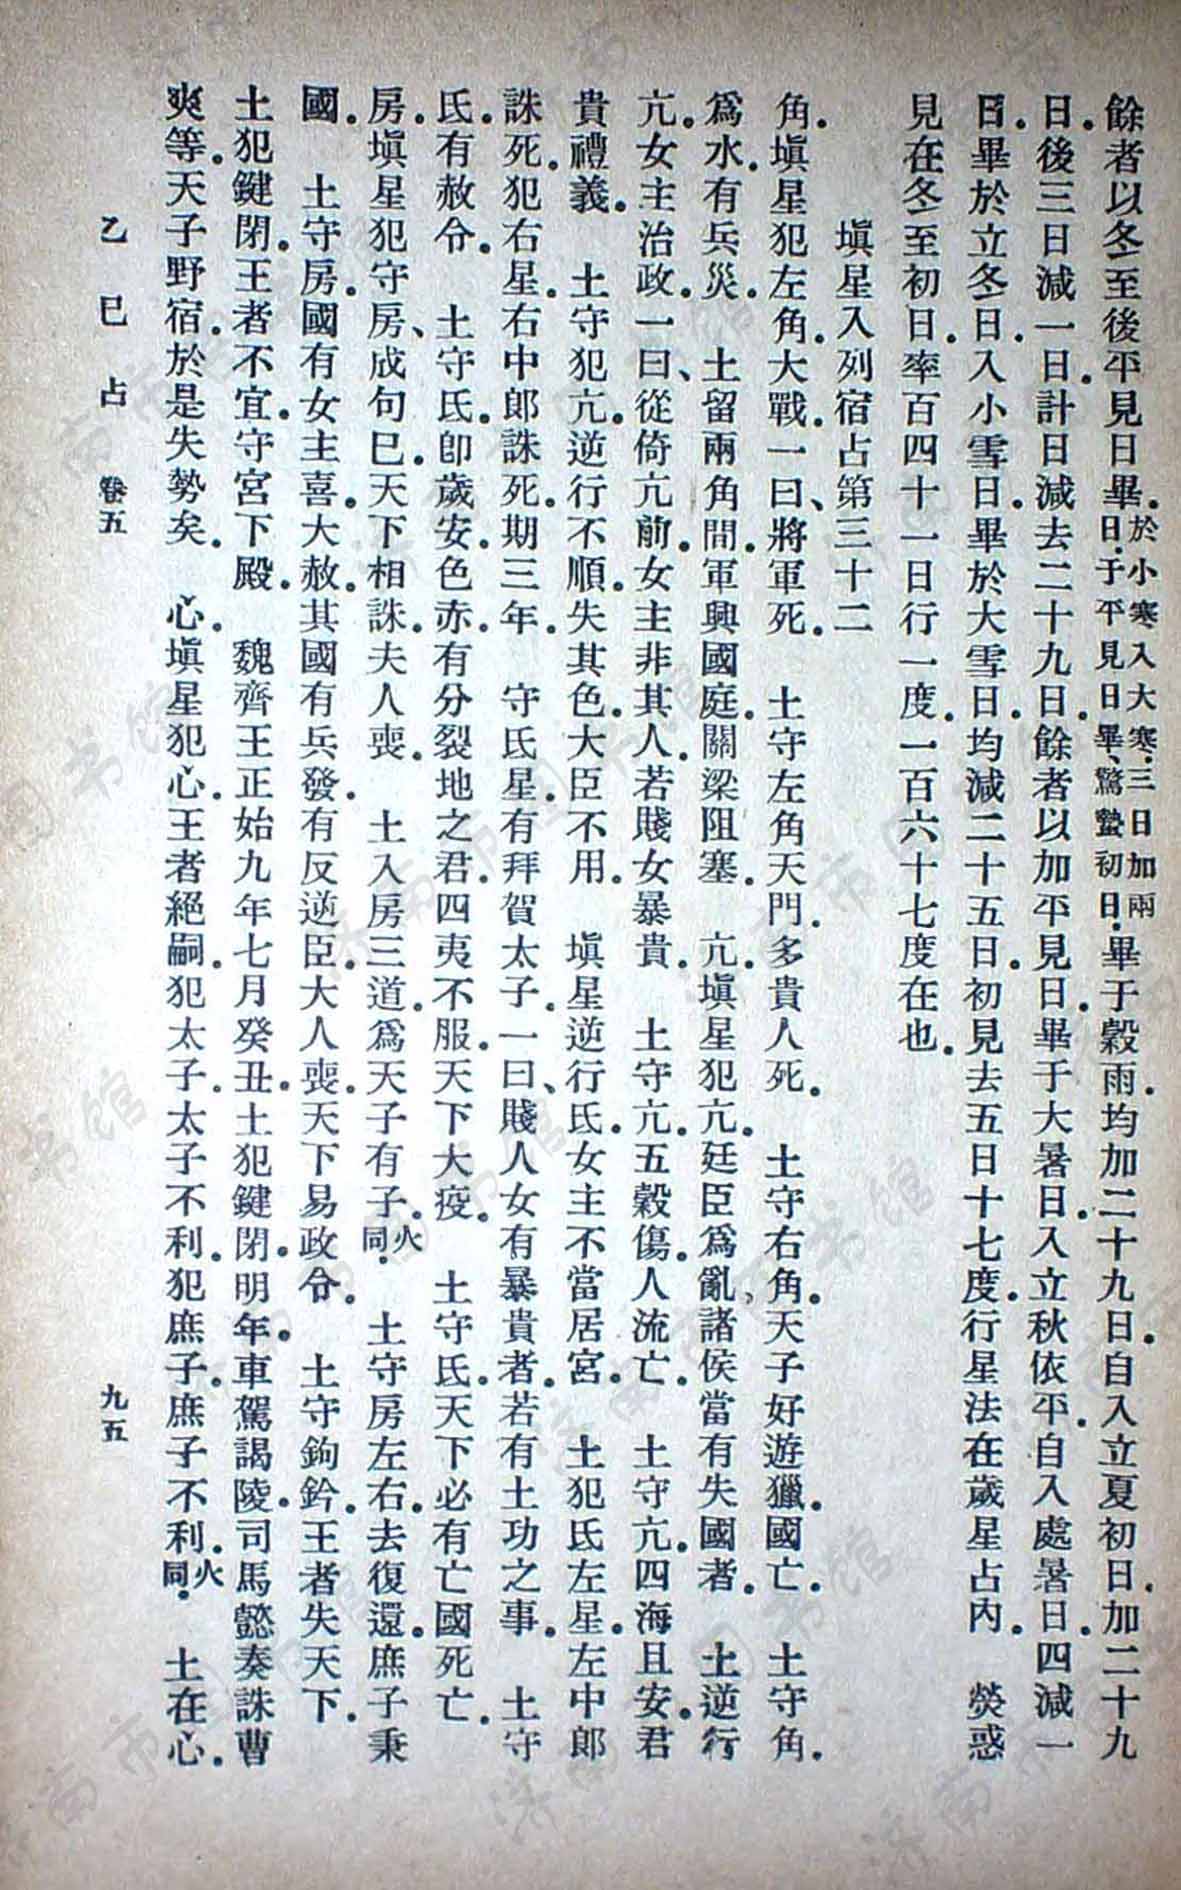 餘者以冬至後平見日畢。於小寒入大寒。三日加兩日。于平見日畢、驚蟄初日。畢于穀雨。均加二十九日。自入立夏初日。加二十九
日。後三日減一日。計日減去二十九日。餘者以加平見日。畢于大暑日。入立秋依平。自入處暑日。四減一
日。畢於立冬日。入小雪日。畢於大雪日。均減二十五日。初見去五日十七度。行星法在歲星占內。　熒惑
見在冬至初日。率百四十一日行一度。一百六十七度在也。
塡星入列宿占第三十二
角。塡星犯左角。大戰。一曰、將軍死。　土守左角天門。多貴人死。　土守右角。天子好遊獵。國亡。　土守角。
爲水。有兵災。　土留兩角間。軍興國庭。關梁阻塞。　亢塡星犯亢。廷臣爲亂、諸侯當有失國者。　土逆行
亢。女主治政。一曰、從倚亢前。女主非其人。若賤女暴貴。　土守亢。五穀傷。人流亡。　土守亢。四海且安。君
貴禮義。　土守犯亢。逆行不順。失其色。大臣不用。　塡星逆行氐。女主不當居宮。　土犯氐左星。左中郎
誅死。犯右星。右中郎誅死。期三年。　守氐星。有拜賀太子。一曰、賤人女有暴貴者。若有土功之事。　土守
氐。有赦令。　土守氐。卽歲安。色赤。有分裂地之君。四夷不服。天下大疫。　土守氐。天下必有亡國死亡。
房。塡星犯守房、成句巳。天下相誅。夫人喪。　土入房三道。爲天子有子。火同。　土守房左右。去復還。庶子秉
國。　土守房。國有女主喜。大赦。其國有兵發。有反逆臣。大人喪。天下易政令。　土守鉤鈐。王者失天下。
土犯鍵閉。王者不宜。守宮下殿。　魏齊王正始九年七月癸丑。土犯鍵閉。明年。車駕謁陵。司馬懿奏誅曹
爽等。天子野宿。於是失勢矣。　心。塡星犯心。王者絕嗣。犯太子。太子不利。犯庶子。庶子不利。火同。　土在心。
乙巳占　卷五　九五